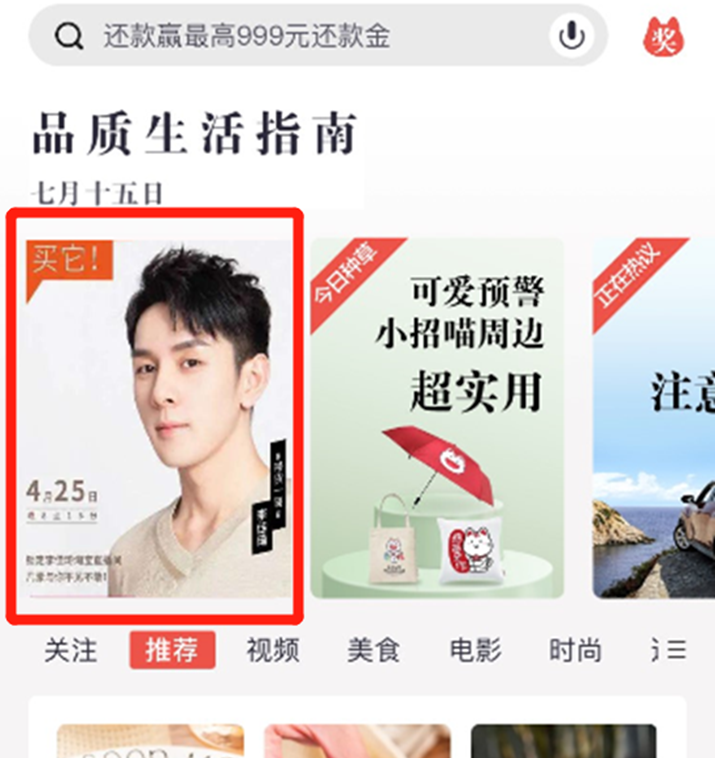 还款赢最高999元还款金
奖
品质生活指南
七月十五日
买它!
4月25日
今日种草
可爱预警
小招喵周边
超实用
正在热议
注意
关注
推荐
视频
美食
电影
时尚